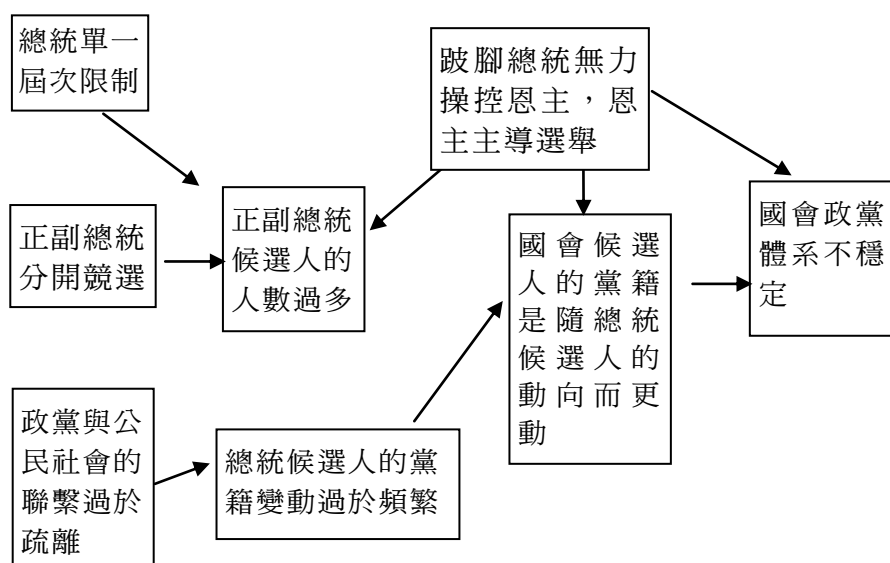 總統單一
屆次限制
跛腳總統無力
操控恩主，恩
主主導選舉
正副總統
分開競選
正副總統
候選人的
人數過多
國會候選
人的黨籍
是隨總統
候選人的
動向而更
動
國會政黨
體系不穩
定
政黨與公
民社會的
聯繫過於
疏離
總統候選人的黨
籍變動過於頻繁